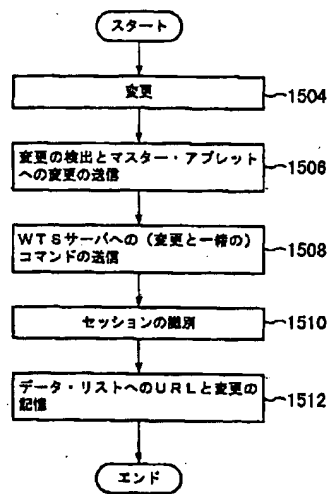 スタート
変更
1504
変更の検出とマスター・アプレット
への変更の送信
1506
WTSサーバへの(変更と一緒の)
コマンドの送信
1508
セッションの識別
1510
データ・リストへのURLと変更の
記憶
1512
エンド